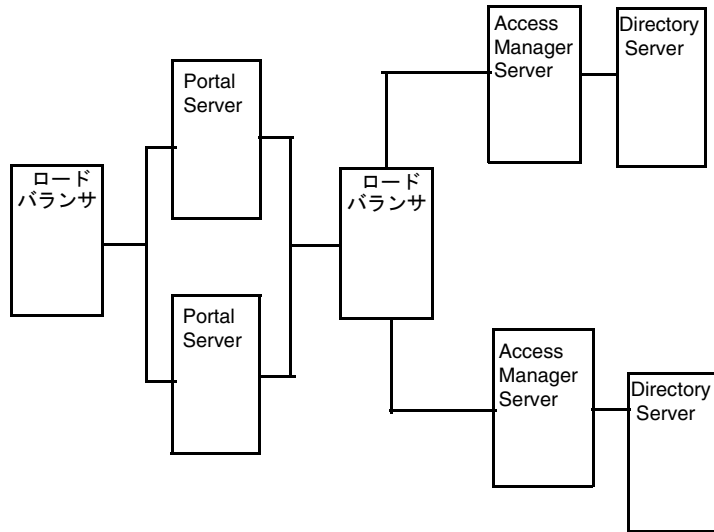 ロード
バランサ
Portal
Server
Portal
Server
ロード
バランサ
Access
Manager
Server
Directory
Server
Access
Manager
Server
Directory
Server